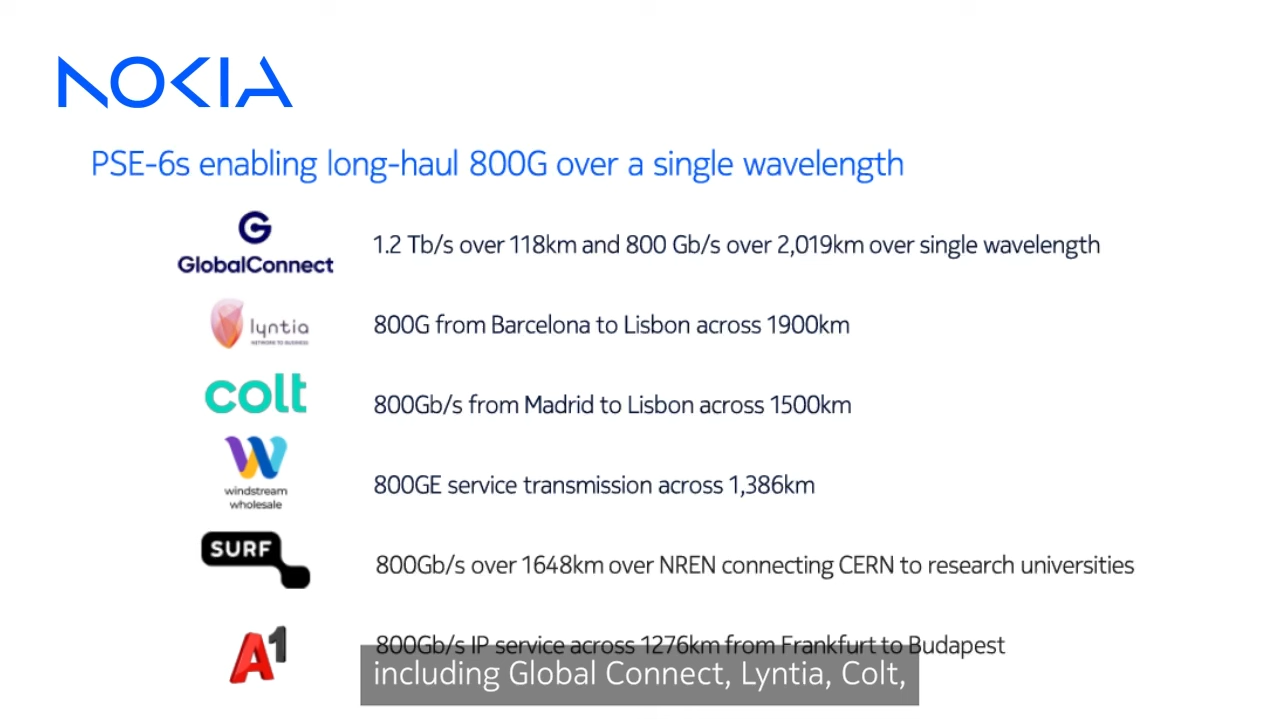 NOKIA
PSE-6s enabling long-haul 800G over a single wavelength
GlobalConnect
1.2 Tb/s over 118km and 800 Gb/s over 2,019km over single wavelength
lyntia
NETWORK TO BUSINESS
800G from Barcelona to Lisbon across 1900km
colt
800Gb/s from Madrid to Lisbon across 1500km
windstream
wholesale
800GE service transmission across 1,386km
SURF
800Gb/s over 1648km over NREN connecting CERN to research universities
A1
800Gb/s IP service across 1276km from Frankfurt to Budapest
including Global Connect, Lyntia, Colt,